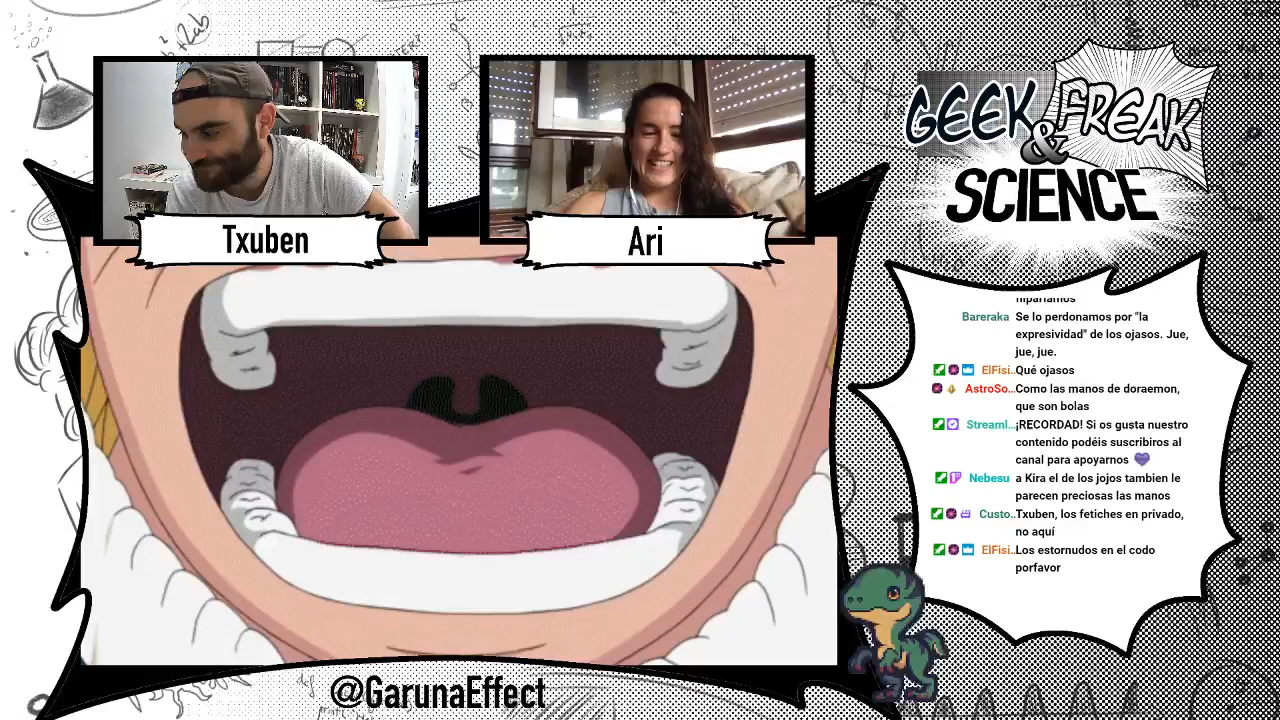 GEEK
& FREAK
SCIENCE
Txuben
Ari
Bareraka Se lo perdonamos por "la
expresividad" de los ojasos. Jue,
jue, jue.
ElFisi.. Qué ojasos
AstroSo... Como las manos de doraemon,
que son bolas
Streaml... ¡RECORDAD! Si os gusta nuestro
contenido podéis suscribiros al
canal para apoyarnos 💜
Nebesu a Kira el de los jojos tambien le
parecen preciosas las manos
Custo.. Txuben, los fetiches en privado,
no aquí
ElFisi.. Los estornudos en el codo
porfavor
@GarunaEffect